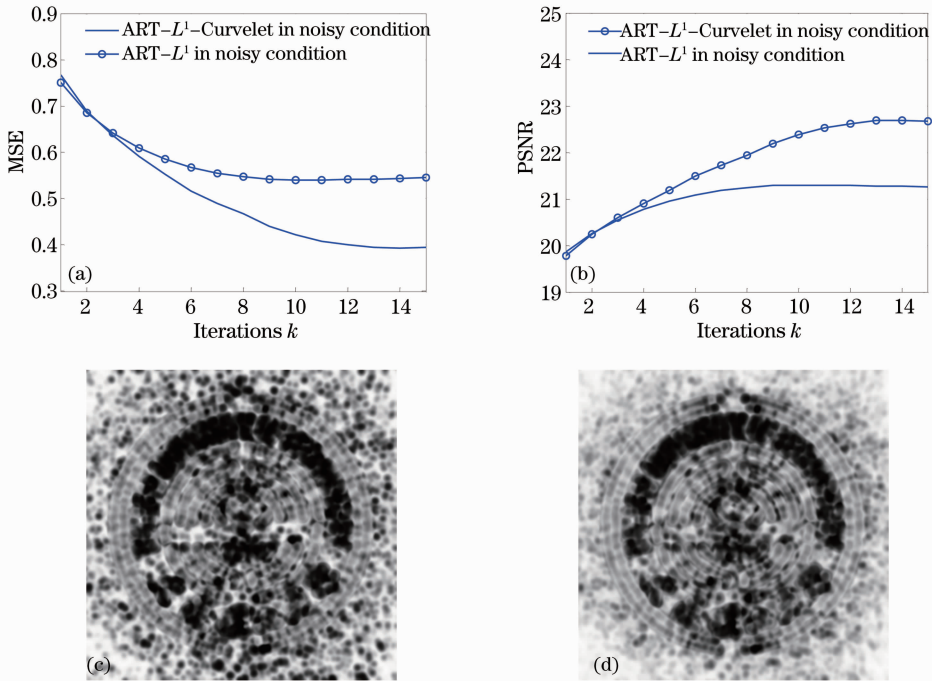 0.9
ART–L¹–Curvelet in noisy condition
ART–L¹ in noisy condition
0.8
0.7
0.6
0.5
0.4
0.3
MSE
(a)
2 4 6 8 10 12 14
Iterations k
25
ART–L¹–Curvelet in noisy condition
ART–L¹ in noisy condition
24
23
22
21
20
19
PSNR
(b)
2 4 6 8 10 12 14
Iterations k
(c)
(d)